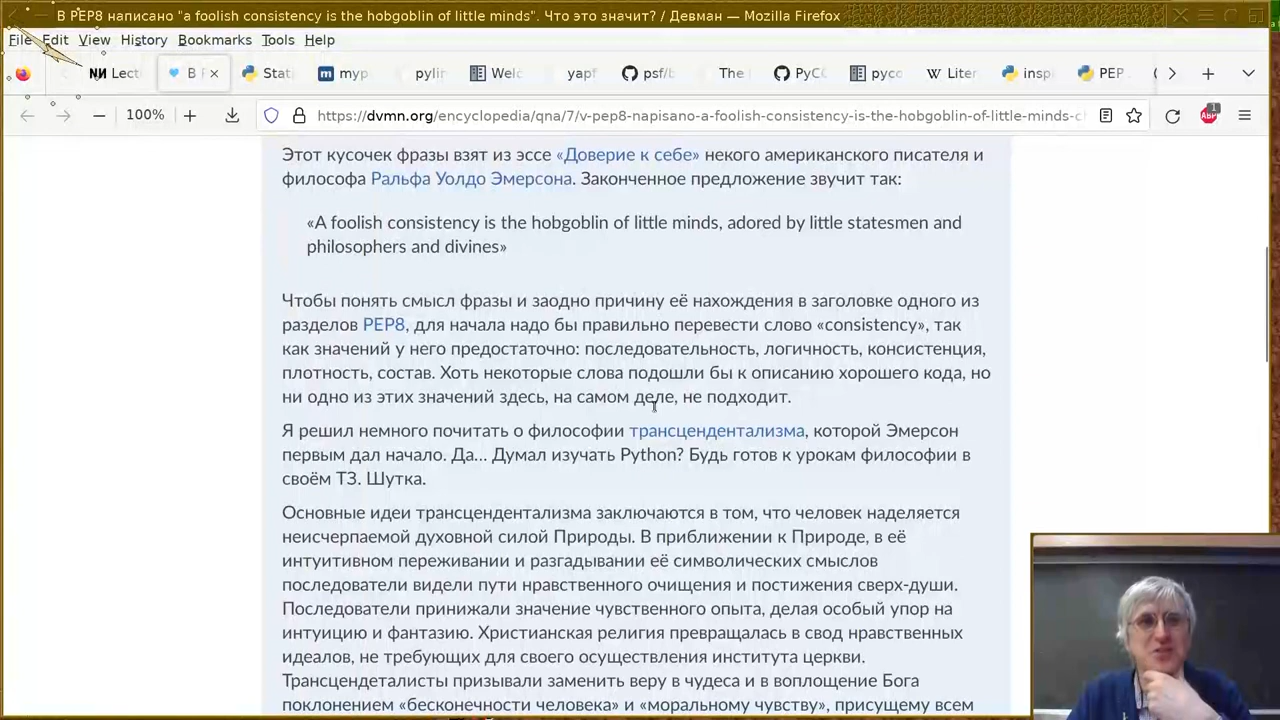 В PEP8 написано "a foolish consistency is the hobgoblin of little minds". Что это значит? / Девман — Mozilla Firefox
File Edit View History Bookmarks Tools Help
Lect В Р Stat myp pylin Welc yapf psf/b The PyCC pyco Liter insp PEP
100% https://dvmn.org/encyclopedia/qna/7/v-pep8-napisano-a-foolish-consistency-is-the-hobgoblin-of-little-minds-c
Этот кусочек фразы взят из эссе «Доверие к себе» некого американского писателя и
философа Ральфа Уолдо Эмерсона. Законченное предложение звучит так:
«A foolish consistency is the hobgoblin of little minds, adored by little statesmen and
philosophers and divines»
Чтобы понять смысл фразы и заодно причину её нахождения в заголовке одного из
разделов PEP8, для начала надо бы правильно перевести слово «consistency», так
как значений у него предостаточно: последовательность, логичность, консистенция,
плотность, состав. Хоть некоторые слова подошли бы к описанию хорошего кода, но
ни одно из этих значений здесь, на самом деле, не подходит.
Я решил немного почитать о философии трансцендентализма, которой Эмерсон
первым дал начало. Да... Думал изучать Python? Будь готов к урокам философии в
своём ТЗ. Шутка.
Основные идеи трансцендентализма заключаются в том, что человек наделяется
неисчерпаемой духовной силой Природы. В приближении к Природе, в её
интуитивном переживании и разгадывании её символических смыслов
последователи видели пути нравственного очищения и постижения сверх-души.
Последователи принижали значение чувственного опыта, делая особый упор на
интуицию и фантазию. Христианская религия превращалась в свод нравственных
идеалов, не требующих для своего осуществления института церкви.
Трансценденталисты призывали заменить веру в чудеса и в воплощение Бога
поклонением «бесконечности человека» и «моральному чувству», присущему всем